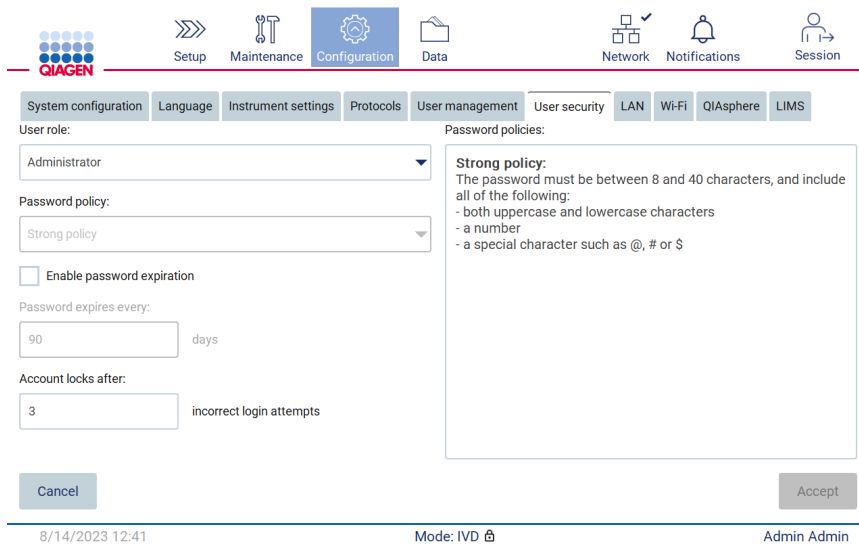 QIAGEN
Setup
Maintenance
Configuration
Data
Network
Notifications
Session
System configuration
Language
Instrument settings
Protocols
User management
User security
LAN
Wi-Fi
QIAsphere
LIMS
User role:
Administrator
Password policy:
Strong policy
Enable password expiration
Password expires every:
90 days
Account locks after:
3 incorrect login attempts
Password policies:
Strong policy:
The password must be between 8 and 40 characters, and include
all of the following:
- both uppercase and lowercase characters
- a number
- a special character such as @, # or $
Cancel
Accept
8/14/2023 12:41
Mode: IVD
Admin Admin